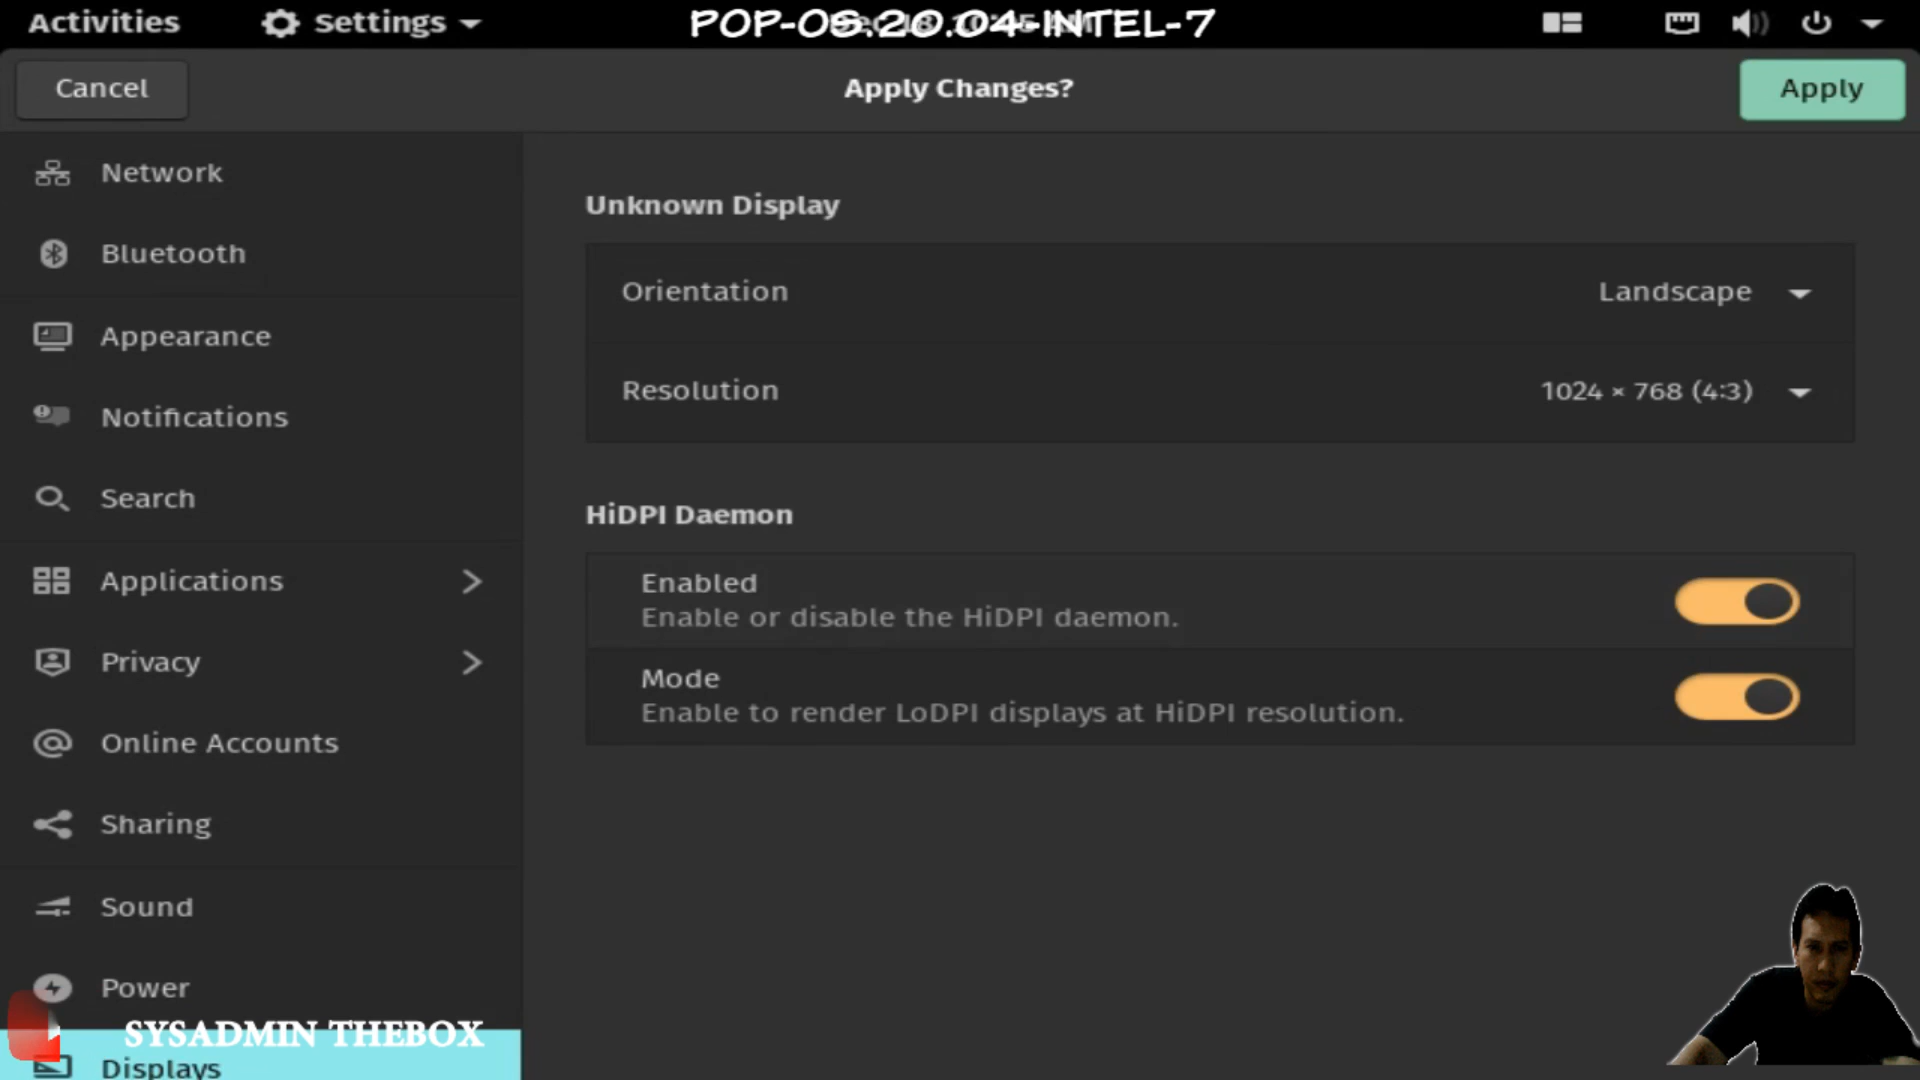 Activities
Settings
POP-OS.20.04-INTEL-7
Cancel
Apply Changes?
Apply
Network
Bluetooth
Appearance
Notifications
Search
Applications
Privacy
Online Accounts
Sharing
Sound
Power
SYSADMIN THEBOX
Displays
Unknown Display
Orientation
Landscape
Resolution
1024 × 768 (4:3)
HiDPI Daemon
Enabled
Enable or disable the HiDPI daemon.
Mode
Enable to render LoDPI displays at HiDPI resolution.